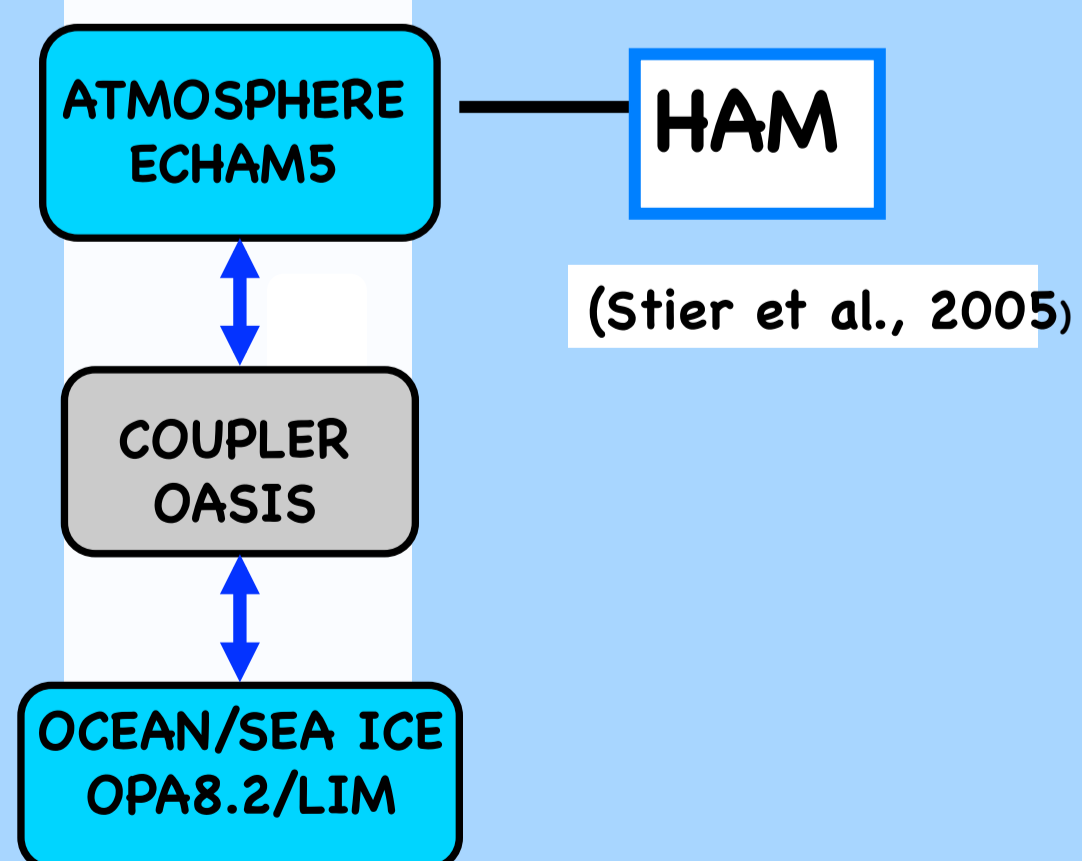 ATMOSPHERE
ECHAM5
HAM
(Stier et al., 2005)
COUPLER
OASIS
OCEAN/SEA ICE
OPA8.2/LIM